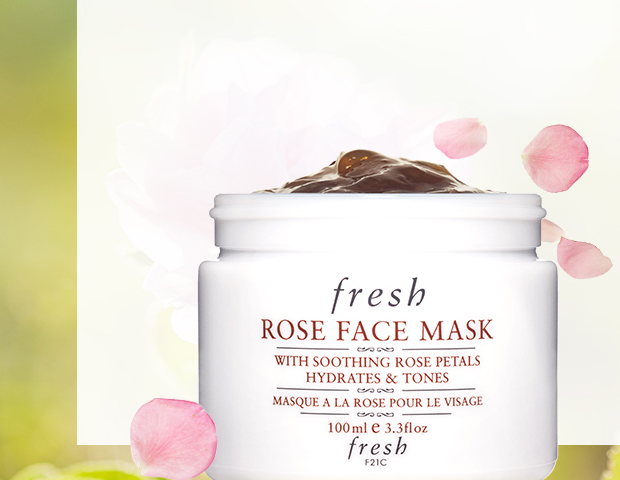 fresh
ROSE FACE MASK
WITH SOOTHING ROSE PETALS
HYDRATES & TONES
MASQUE A LA ROSE POUR LE VISAGE
100ml e 3.3floz
fresh
F21C